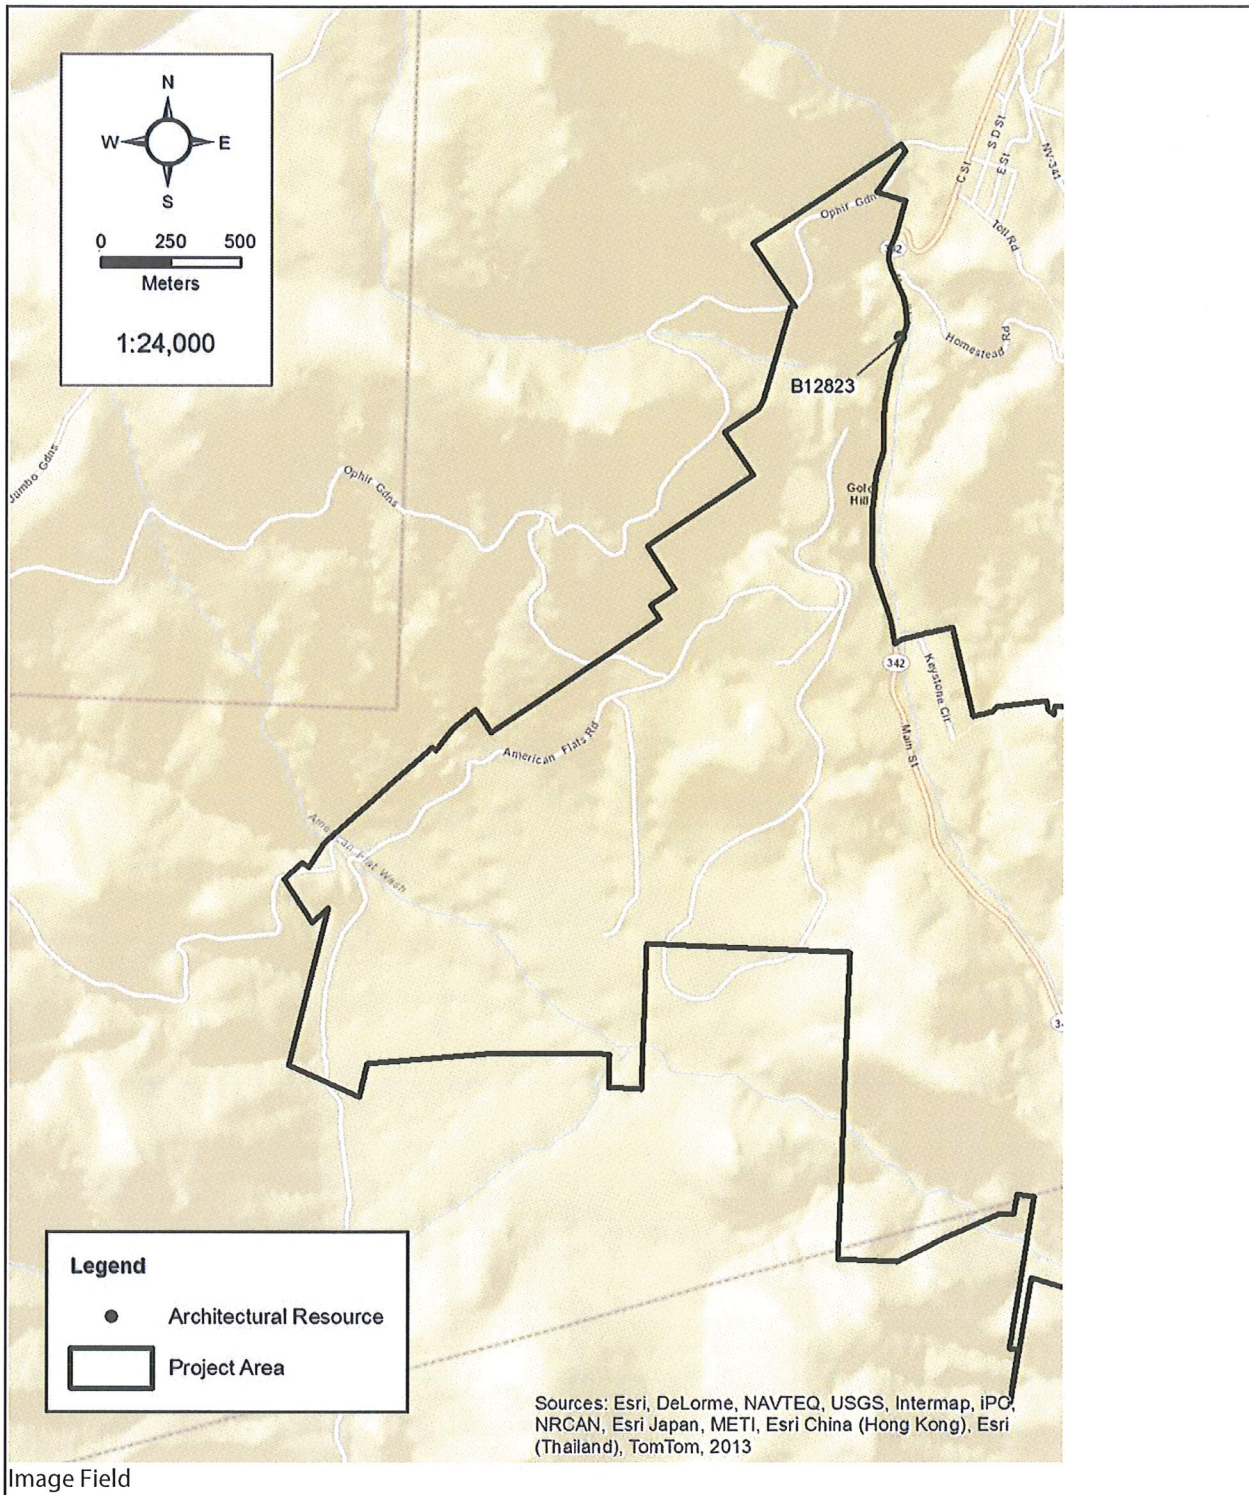 N
W E
S
0 250 500
Meters
1:24,000
C St
S D St
E St
NV-341
Toll Rd
Ophir Gdn
Homestead Rd
B12823
Jumbo Gdns
Ophir Gdns
Gold
Hill
342
Keystone Cir
Main St
American Flats Rd
American Flat Wash
Legend
Architectural Resource
Project Area
Sources: Esri, DeLorme, NAVTEQ, USGS, Intermap, iPC,
NRCAN, Esri Japan, METI, Esri China (Hong Kong), Esri
(Thailand), TomTom, 2013
Image Field